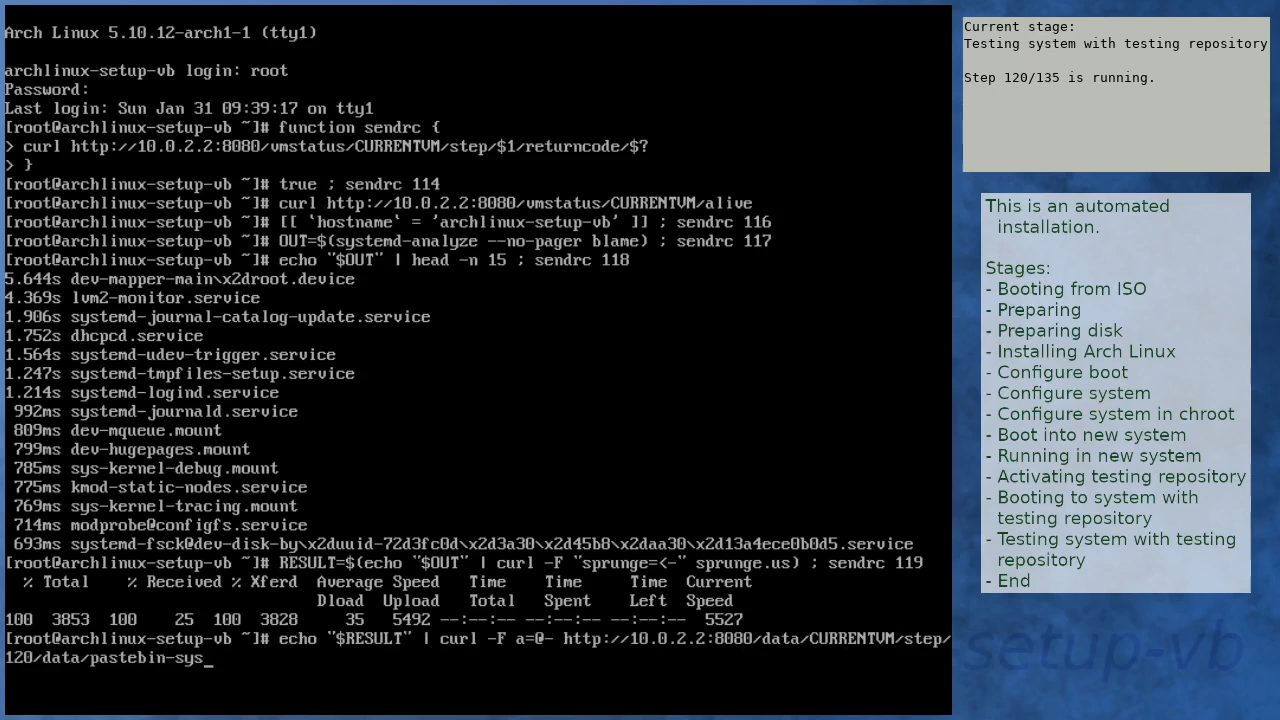 Arch Linux 5.10.12-arch1-1 (tty1)
archlinux-setup-vb login: root
Password:
Last login: Sun Jan 31 09:39:17 on tty1
[root@archlinux-setup-vb ~]# function sendrc {
> curl http://10.0.2.2:8080/vmstatus/CURRENTVM/step/$1/returncode/$?
> }
[root@archlinux-setup-vb ~]# true ; sendrc 114
[root@archlinux-setup-vb ~]# curl http://10.0.2.2:8080/vmstatus/CURRENTVM/alive
[root@archlinux-setup-vb ~]# [[ `hostname` = 'archlinux-setup-vb' ]] ; sendrc 116
[root@archlinux-setup-vb ~]# OUT=$(systemd-analyze --no-pager blame) ; sendrc 117
[root@archlinux-setup-vb ~]# echo "$OUT" | head -n 15 ; sendrc 118
5.644s dev-mapper-main\x2droot.device
4.369s lvm2-monitor.service
1.906s systemd-journal-catalog-update.service
1.752s dhcpcd.service
1.564s systemd-udev-trigger.service
1.247s systemd-tmpfiles-setup.service
1.214s systemd-logind.service
992ms systemd-journald.service
809ms dev-mqueue.mount
799ms dev-hugepages.mount
785ms sys-kernel-debug.mount
775ms kmod-static-nodes.service
769ms sys-kernel-tracing.mount
714ms modprobe@configfs.service
693ms systemd-fsck@dev-disk-by\x2duuid-72d3fc0d\x2d3a30\x2d45b8\x2daa30\x2d13a4ece0b0d5.service
[root@archlinux-setup-vb ~]# RESULT=$(echo "$OUT" | curl -F "sprunge=<-" sprunge.us) ; sendrc 119
% Total % Received % Xferd Average Speed Time Time Time Current
Dload Upload Total Spent Left Speed
100 3853 100 25 100 3828 35 5492 --:--:-- --:--:-- --:--:-- 5527
[root@archlinux-setup-vb ~]# echo "$RESULT" | curl -F a=@- http://10.0.2.2:8080/data/CURRENTVM/step/
120/data/pastebin-sys_
Current stage:
Testing system with testing repository
Step 120/135 is running.
This is an automated
installation.
Stages:
- Booting from ISO
- Preparing
- Preparing disk
- Installing Arch Linux
- Configure boot
- Configure system
- Configure system in chroot
- Boot into new system
- Running in new system
- Activating testing repository
- Booting to system with
testing repository
- Testing system with testing
repository
- End
setup-vb